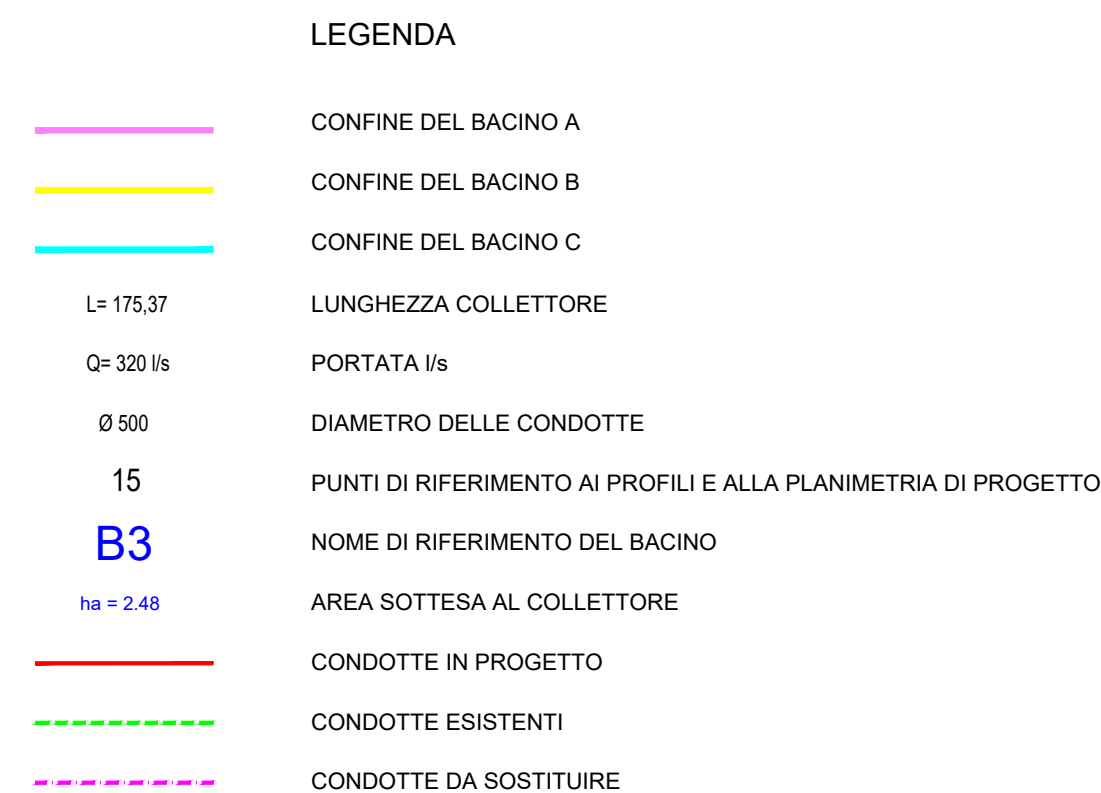 LEGENDA
CONFINE DEL BACINO A
CONFINE DEL BACINO B
CONFINE DEL BACINO C
L= 175,37 LUNGHEZZA COLLETTORE
Q= 320 l/s PORTATA l/s
Ø 500 DIAMETRO DELLE CONDOTTE
15 PUNTI DI RIFERIMENTO AI PROFILI E ALLA PLANIMETRIA DI PROGETTO
B3 NOME DI RIFERIMENTO DEL BACINO
ha = 2.48 AREA SOTTESA AL COLLETTORE
CONDOTTE IN PROGETTO
CONDOTTE ESISTENTI
CONDOTTE DA SOSTITUIRE